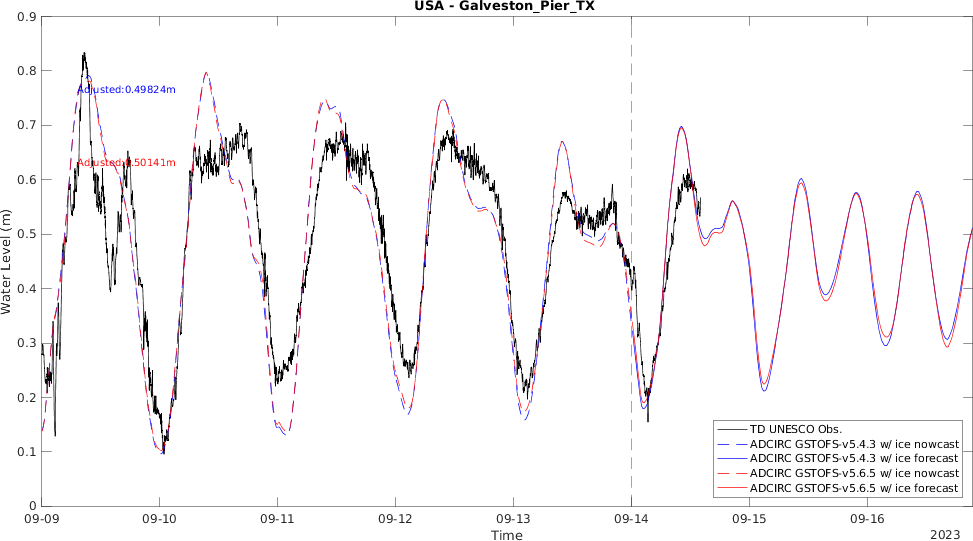 USA - Galveston_Pier_TX
0.9
0.8
0.7
0.6
0.5
0.4
0.3
0.2
0.1
0
Water Level (m)
Adjusted:0.49824m
Adjusted:0.50141m
TD UNESCO Obs.
ADCIRC GSTOFS-v5.4.3 w/ ice nowcast
ADCIRC GSTOFS-v5.4.3 w/ ice forecast
ADCIRC GSTOFS-v5.6.5 w/ ice nowcast
ADCIRC GSTOFS-v5.6.5 w/ ice forecast
09-09 09-10 09-11 09-12 09-13 09-14 09-15 09-16
Time
2023